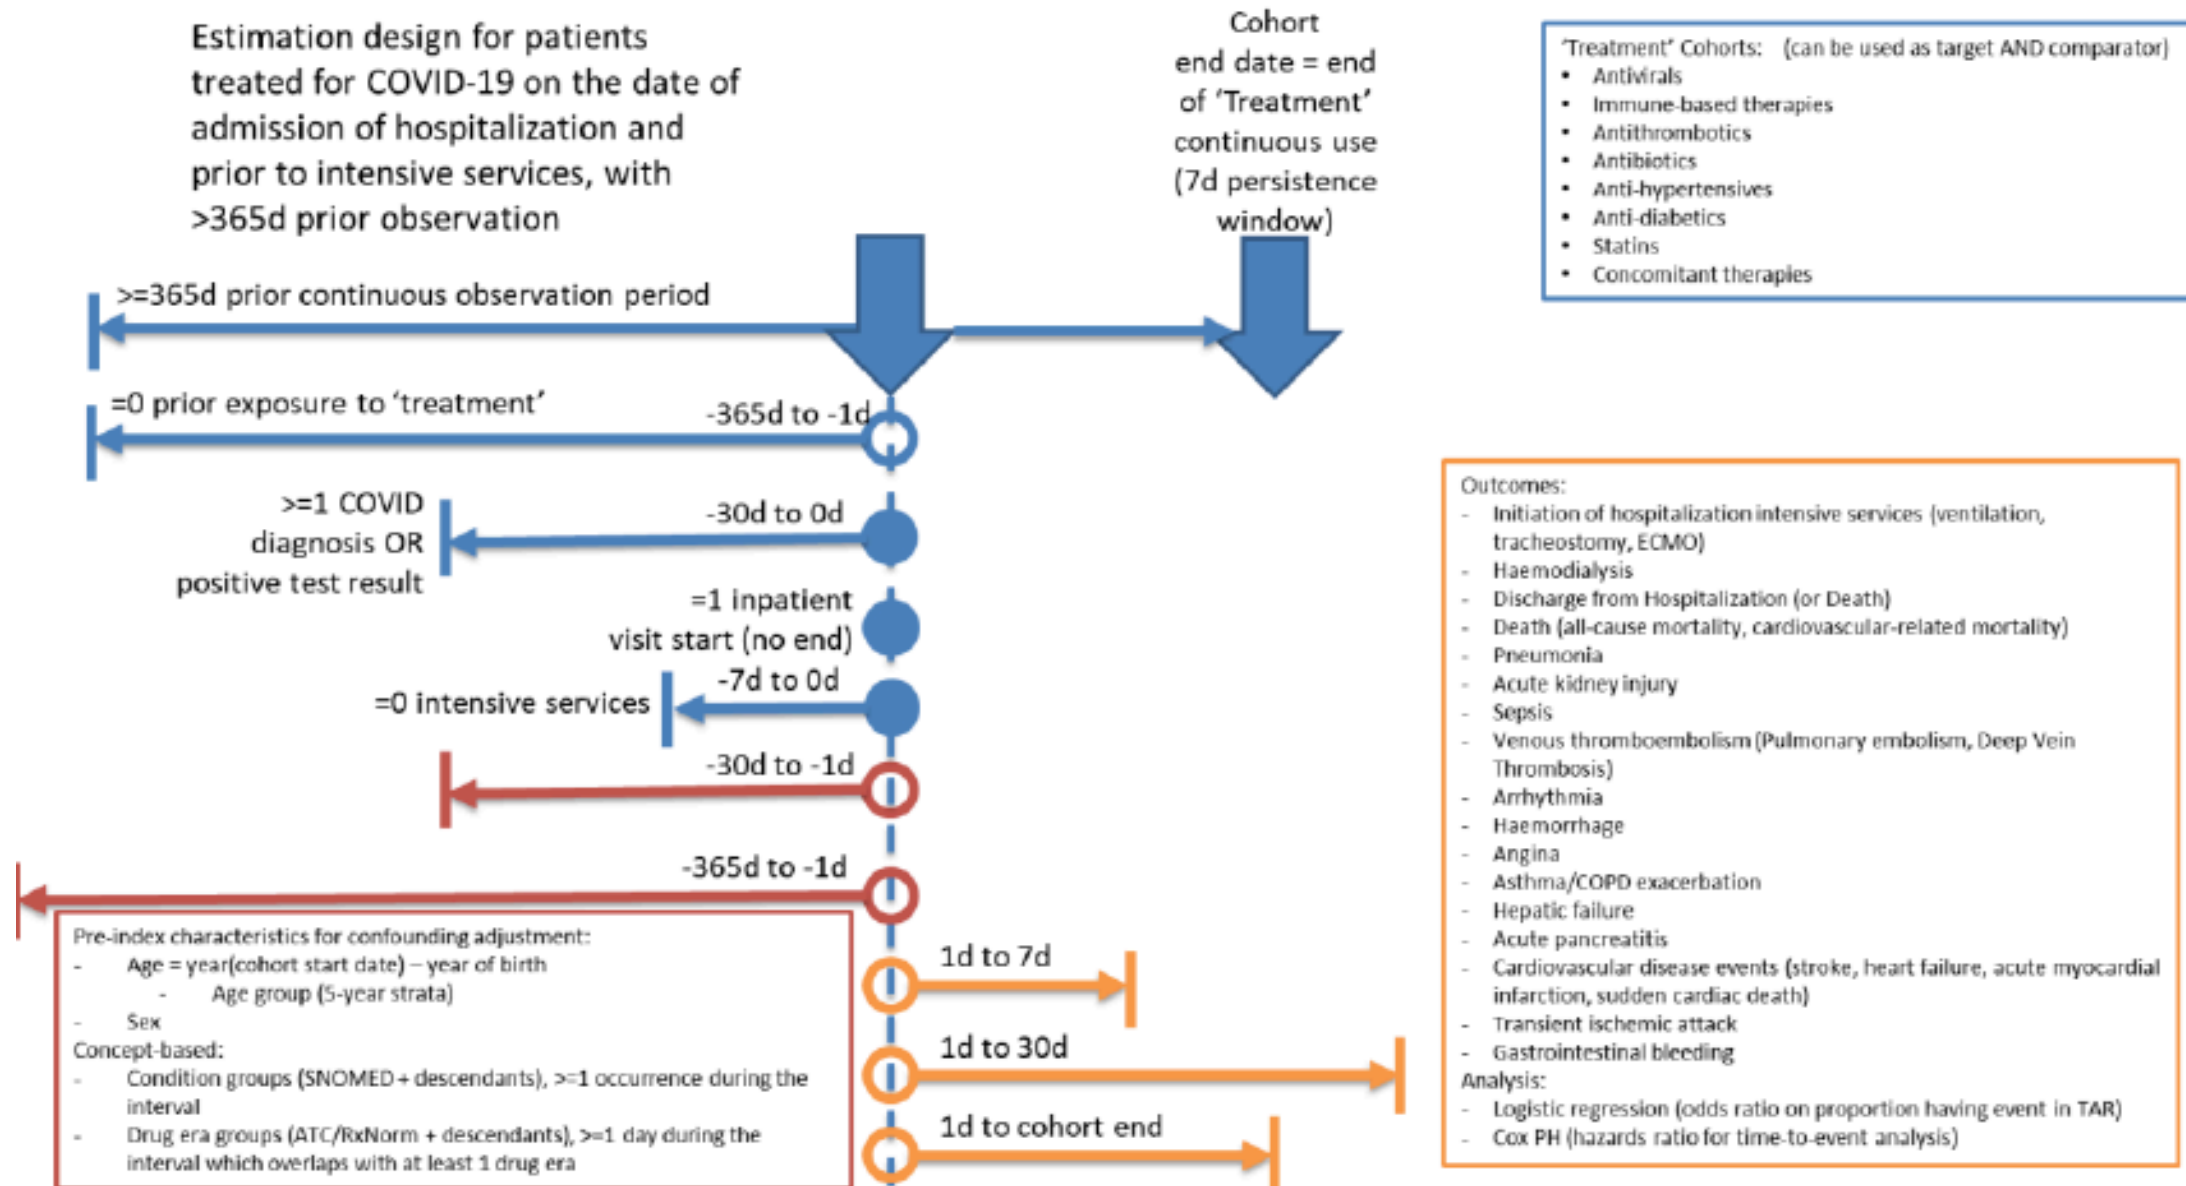 Estimation design for patients
treated for COVID-19 on the date of
admission of hospitalization and
prior to intensive services, with
>365d prior observation
Cohort
end date = end
of 'Treatment'
continuous use
(7d persistence
window)
'Treatment' Cohorts: (can be used as target AND comparator)
• Antivirals
• Immune-based therapies
• Antithrombotics
• Antibiotics
• Anti-hypertensives
• Anti-diabetics
• Statins
• Concomitant therapies
>=365d prior continuous observation period
=0 prior exposure to 'treatment'
-365d to -1d
>=1 COVID
diagnosis OR
positive test result
-30d to 0d
=1 inpatient
visit start (no end)
-7d to 0d
=0 intensive services
-30d to -1d
-365d to -1d
Pre-index characteristics for confounding adjustment:
- Age = year(cohort start date) – year of birth
- Age group (5-year strata)
- Sex
Concept-based:
- Condition groups (SNOMED + descendants), >=1 occurrence during the
interval
- Drug era groups (ATC/RxNorm + descendants), >=1 day during the
interval which overlaps with at least 1 drug era
1d to 7d
1d to 30d
1d to cohort end
Outcomes:
- Initiation of hospitalization intensive services (ventilation,
tracheostomy, ECMO)
- Haemodialysis
- Discharge from Hospitalization (or Death)
- Death (all-cause mortality, cardiovascular-related mortality)
- Pneumonia
- Acute kidney injury
- Sepsis
- Venous thromboembolism (Pulmonary embolism, Deep Vein
Thrombosis)
- Arrhythmia
- Haemorrhage
- Angina
- Asthma/COPD exacerbation
- Hepatic failure
- Acute pancreatitis
- Cardiovascular disease events (stroke, heart failure, acute myocardial
infarction, sudden cardiac death)
- Transient ischemic attack
- Gastrointestinal bleeding
Analysis:
- Logistic regression (odds ratio on proportion having event in TAR)
- Cox PH (hazards ratio for time-to-event analysis)